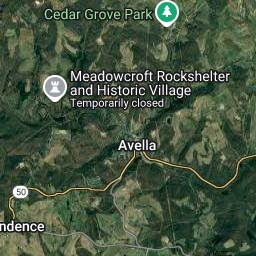 Cedar Grove Park
Meadowcroft Rockshelter
and Historic Village
Temporarily closed
Avella
50
ndence